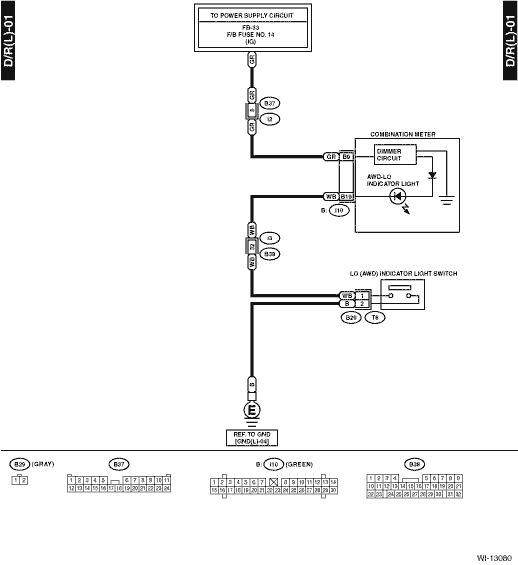 D/R(L)-01
D/R(L)-01
TO POWER SUPPLY CIRCUIT
FB-33
F/B FUSE NO. 14
(IG)
GR
GR
B37
I3
GR
COMBINATION METER
GR B9
DIMMER
CIRCUIT
AWD-LO
INDICATOR LIGHT
WB B19
B: I10
WB
32
I3
B38
WB
LO (AWD) INDICATOR LIGHT SWITCH
WB 1
B 2
B29 T8
B
E
REF. TO GND
[GND(L)-04]
B29 (GRAY)
B37
B: I10 (GREEN)
B38
1 2
1 2 3 4 5 6 7 8 9 10 11
12 13 14 15 16 17 18 19 20 21 22 23 24
1 2 3 4 5 6 7 8 9 10 11 12 13 14
15 16 17 18 19 20 21 22 23 24 25 26 27 28 29 30
1 2 3 4 5 6 7 8 9
10 11 12 13 14 15 16 17 18 19 20 21
22 23 24 25 26 27 28 29 30 31 32
WI-13080